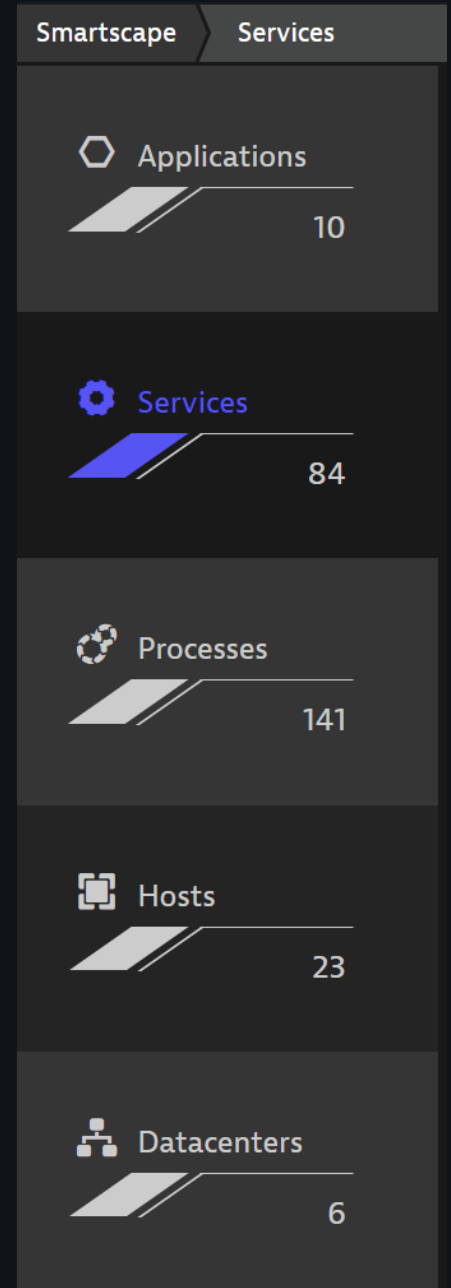 Smartscape Services
Applications
10
Services
84
Processes
141
Hosts
23
Datacenters
6